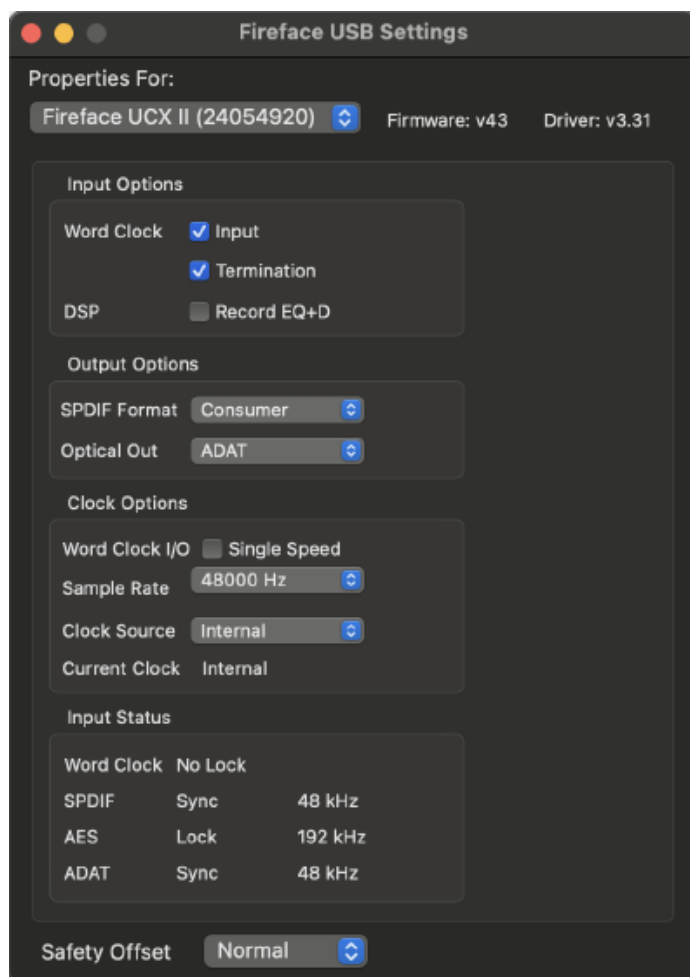 Fireface USB Settings
Properties For:
Fireface UCX II (24054920) Firmware: v43 Driver: v3.31
Input Options
Word Clock Input
Termination
DSP Record EQ+D
Output Options
SPDIF Format Consumer
Optical Out ADAT
Clock Options
Word Clock I/O Single Speed
Sample Rate 48000 Hz
Clock Source Internal
Current Clock Internal
Input Status
Word Clock No Lock
SPDIF Sync 48 kHz
AES Lock 192 kHz
ADAT Sync 48 kHz
Safety Offset Normal